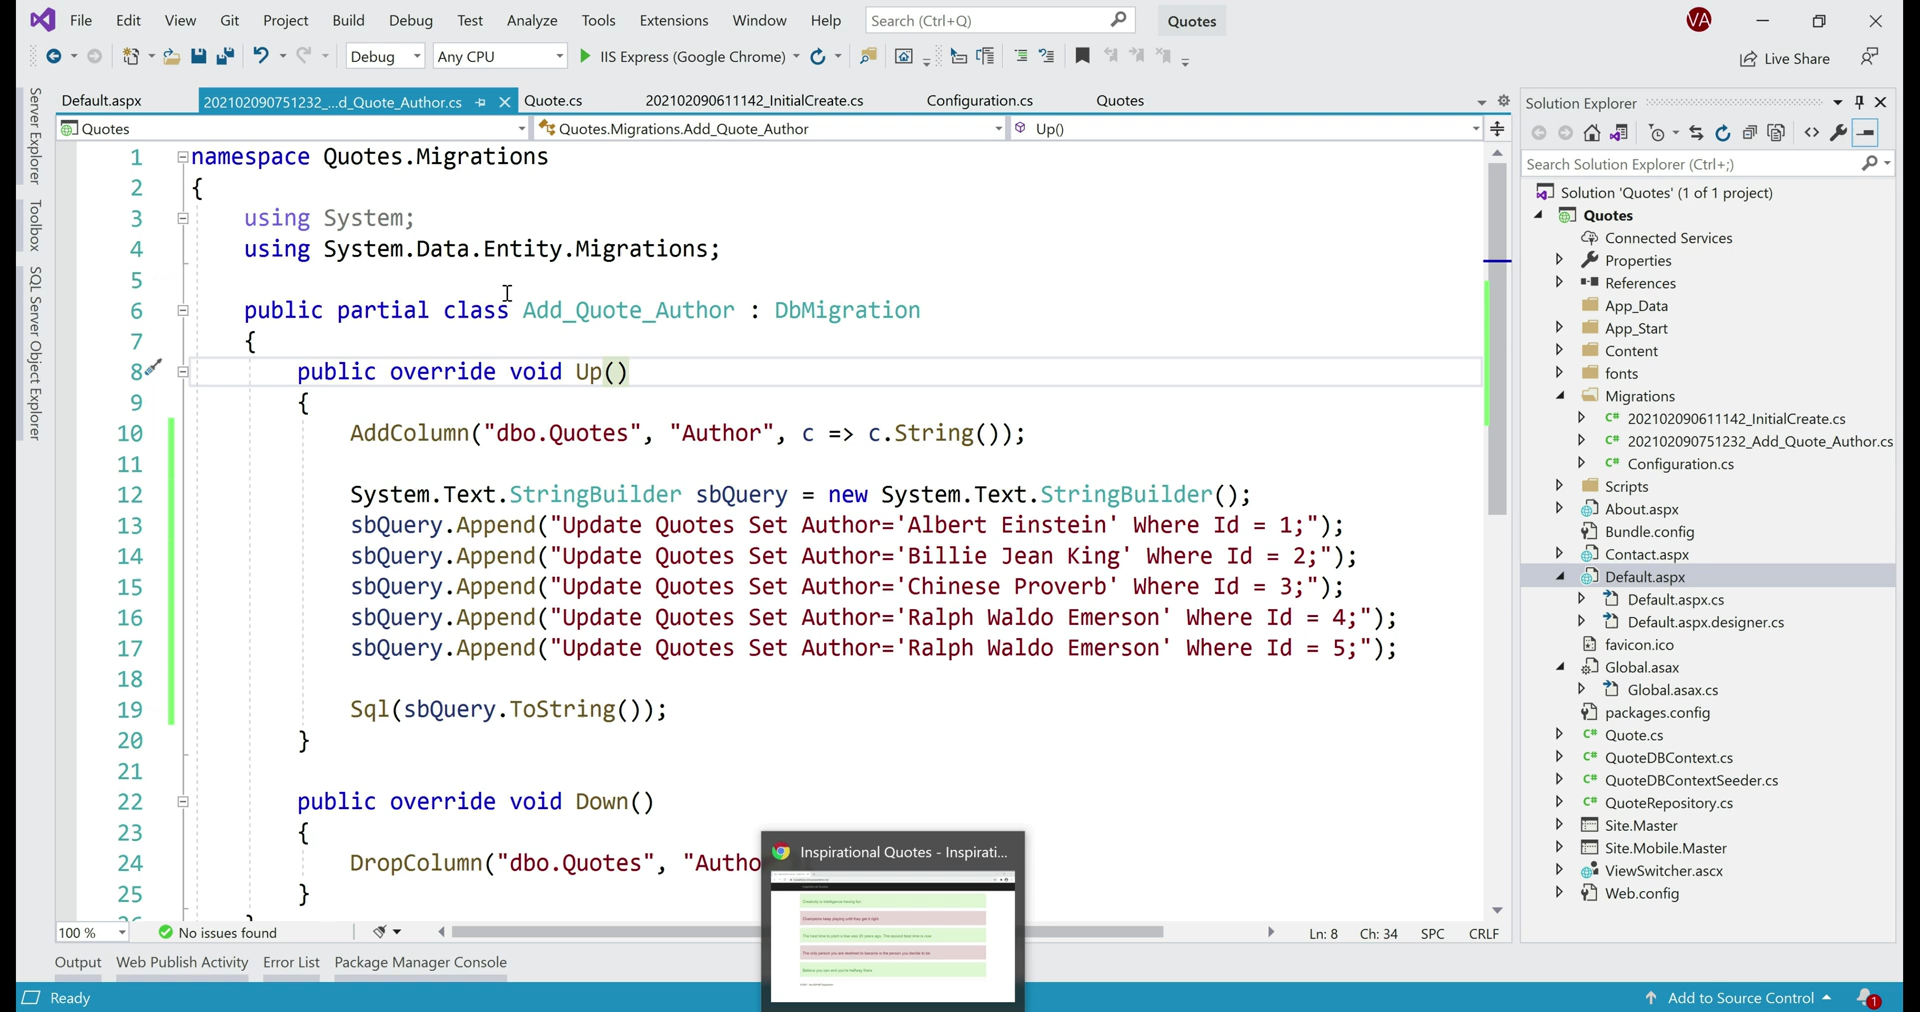 File Edit View Git Project Build Debug Test Analyze Tools Extensions Window Help Search (Ctrl+Q) Quotes VA
Debug Any CPU IIS Express (Google Chrome) Live Share
Default.aspx 202102090751232_...d_Quote_Author.cs Quote.cs 202102090611142_InitialCreate.cs Configuration.cs Quotes
Quotes Quotes.Migrations.Add_Quote_Author Up()
Server Explorer
Toolbox
SQL Server Object Explorer
1 namespace Quotes.Migrations
2 {
3 using System;
4 using System.Data.Entity.Migrations;
5
6 public partial class Add_Quote_Author : DbMigration
7 {
8 public override void Up()
9 {
10 AddColumn("dbo.Quotes", "Author", c => c.String());
11
12 System.Text.StringBuilder sbQuery = new System.Text.StringBuilder();
13 sbQuery.Append("Update Quotes Set Author='Albert Einstein' Where Id = 1;");
14 sbQuery.Append("Update Quotes Set Author='Billie Jean King' Where Id = 2;");
15 sbQuery.Append("Update Quotes Set Author='Chinese Proverb' Where Id = 3;");
16 sbQuery.Append("Update Quotes Set Author='Ralph Waldo Emerson' Where Id = 4;");
17 sbQuery.Append("Update Quotes Set Author='Ralph Waldo Emerson' Where Id = 5;");
18
19 Sql(sbQuery.ToString());
20 }
21
22 public override void Down()
23 {
24 DropColumn("dbo.Quotes", "Autho
25 }
Inspirational Quotes - Inspirati...
100 % No issues found Ln: 8 Ch: 34 SPC CRLF
Output Web Publish Activity Error List Package Manager Console
Ready Add to Source Control 1
Solution Explorer
Search Solution Explorer (Ctrl+;)
Solution 'Quotes' (1 of 1 project)
Quotes
Connected Services
Properties
References
App_Data
App_Start
Content
fonts
Migrations
C# 202102090611142_InitialCreate.cs
C# 202102090751232_Add_Quote_Author.cs
C# Configuration.cs
Scripts
About.aspx
Bundle.config
Contact.aspx
Default.aspx
Default.aspx.cs
Default.aspx.designer.cs
favicon.ico
Global.asax
Global.asax.cs
packages.config
C# Quote.cs
C# QuoteDBContext.cs
C# QuoteDBContextSeeder.cs
C# QuoteRepository.cs
Site.Master
Site.Mobile.Master
ViewSwitcher.ascx
Web.config